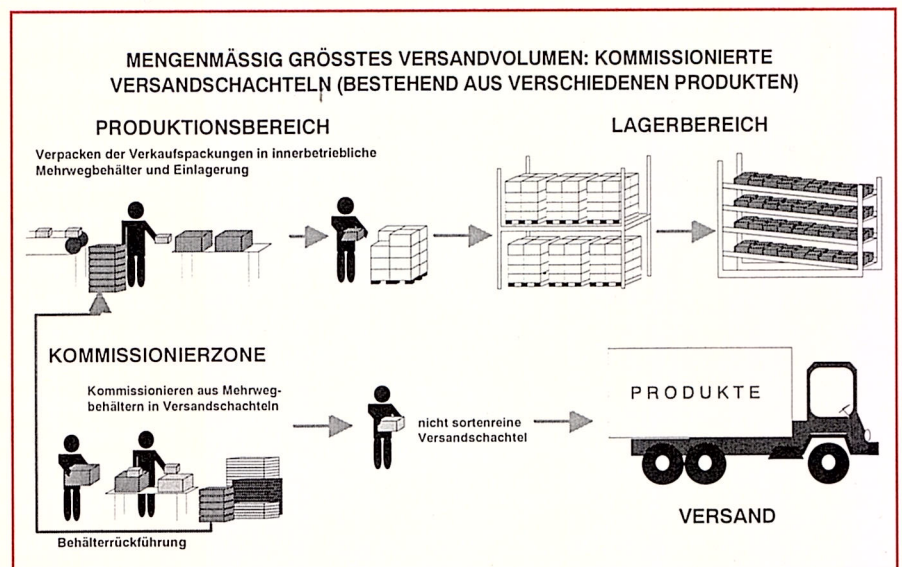 MENGENMÄSSIG GRÖSSTES VERSANDVOLUMEN: KOMMISSIONIERTE
VERSANDSCHACHTELN (BESTEHEND AUS VERSCHIEDENEN PRODUKTEN)
PRODUKTIONSBEREICH
Verpacken der Verkaufspackungen in innerbetriebliche
Mehrwegbehälter und Einlagerung
LAGERBEREICH
KOMMISSIONIERZONE
Kommissionieren aus Mehrweg-
behältern in Versandschachteln
Behälterrückführung
nicht sortenreine
Versandschachtel
PRODUKTE
VERSAND